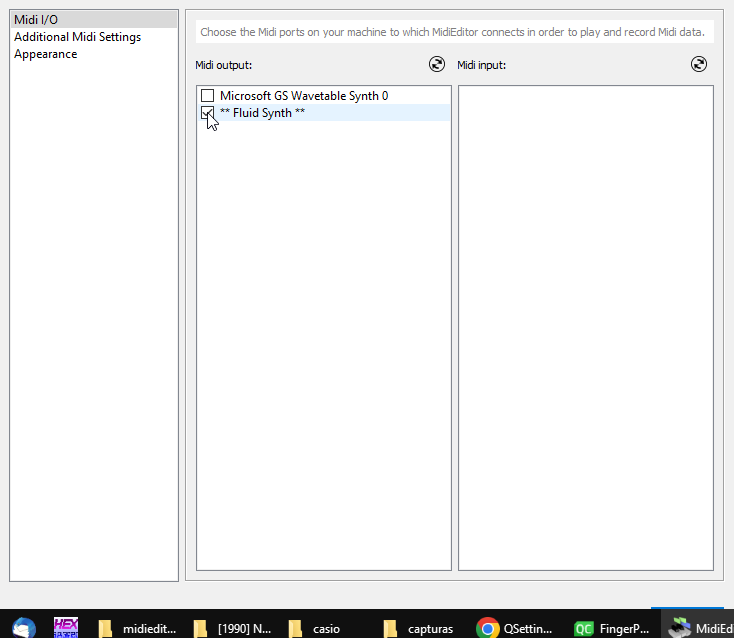 Midi I/O
Additional Midi Settings
Appearance
Choose the Midi ports on your machine to which MidiEditor connects in order to play and record Midi data.
Midi output:
Midi input:
Microsoft GS Wavetable Synth 0
** Fluid Synth **
HEX
midiedit...
[1990] N...
casio
capturas
QSettin...
QC
FingerP...
MidiEd